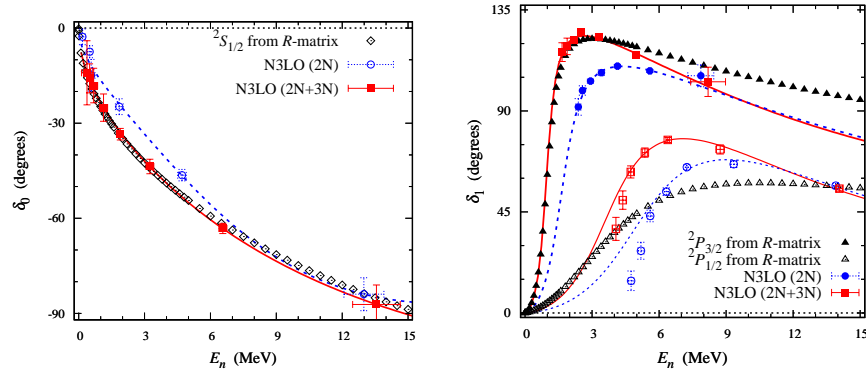 0
-30
-60
-90
δ₀ (degrees)
²S₁/₂ from R-matrix
N3LO (2N)
N3LO (2N+3N)
0 3 6 9 12 15
Eₙ (MeV)
135
90
45
0
δ₁ (degrees)
²P₃/₂ from R-matrix
²P₁/₂ from R-matrix
N3LO (2N)
N3LO (2N+3N)
0 3 6 9 12 15
Eₙ (MeV)